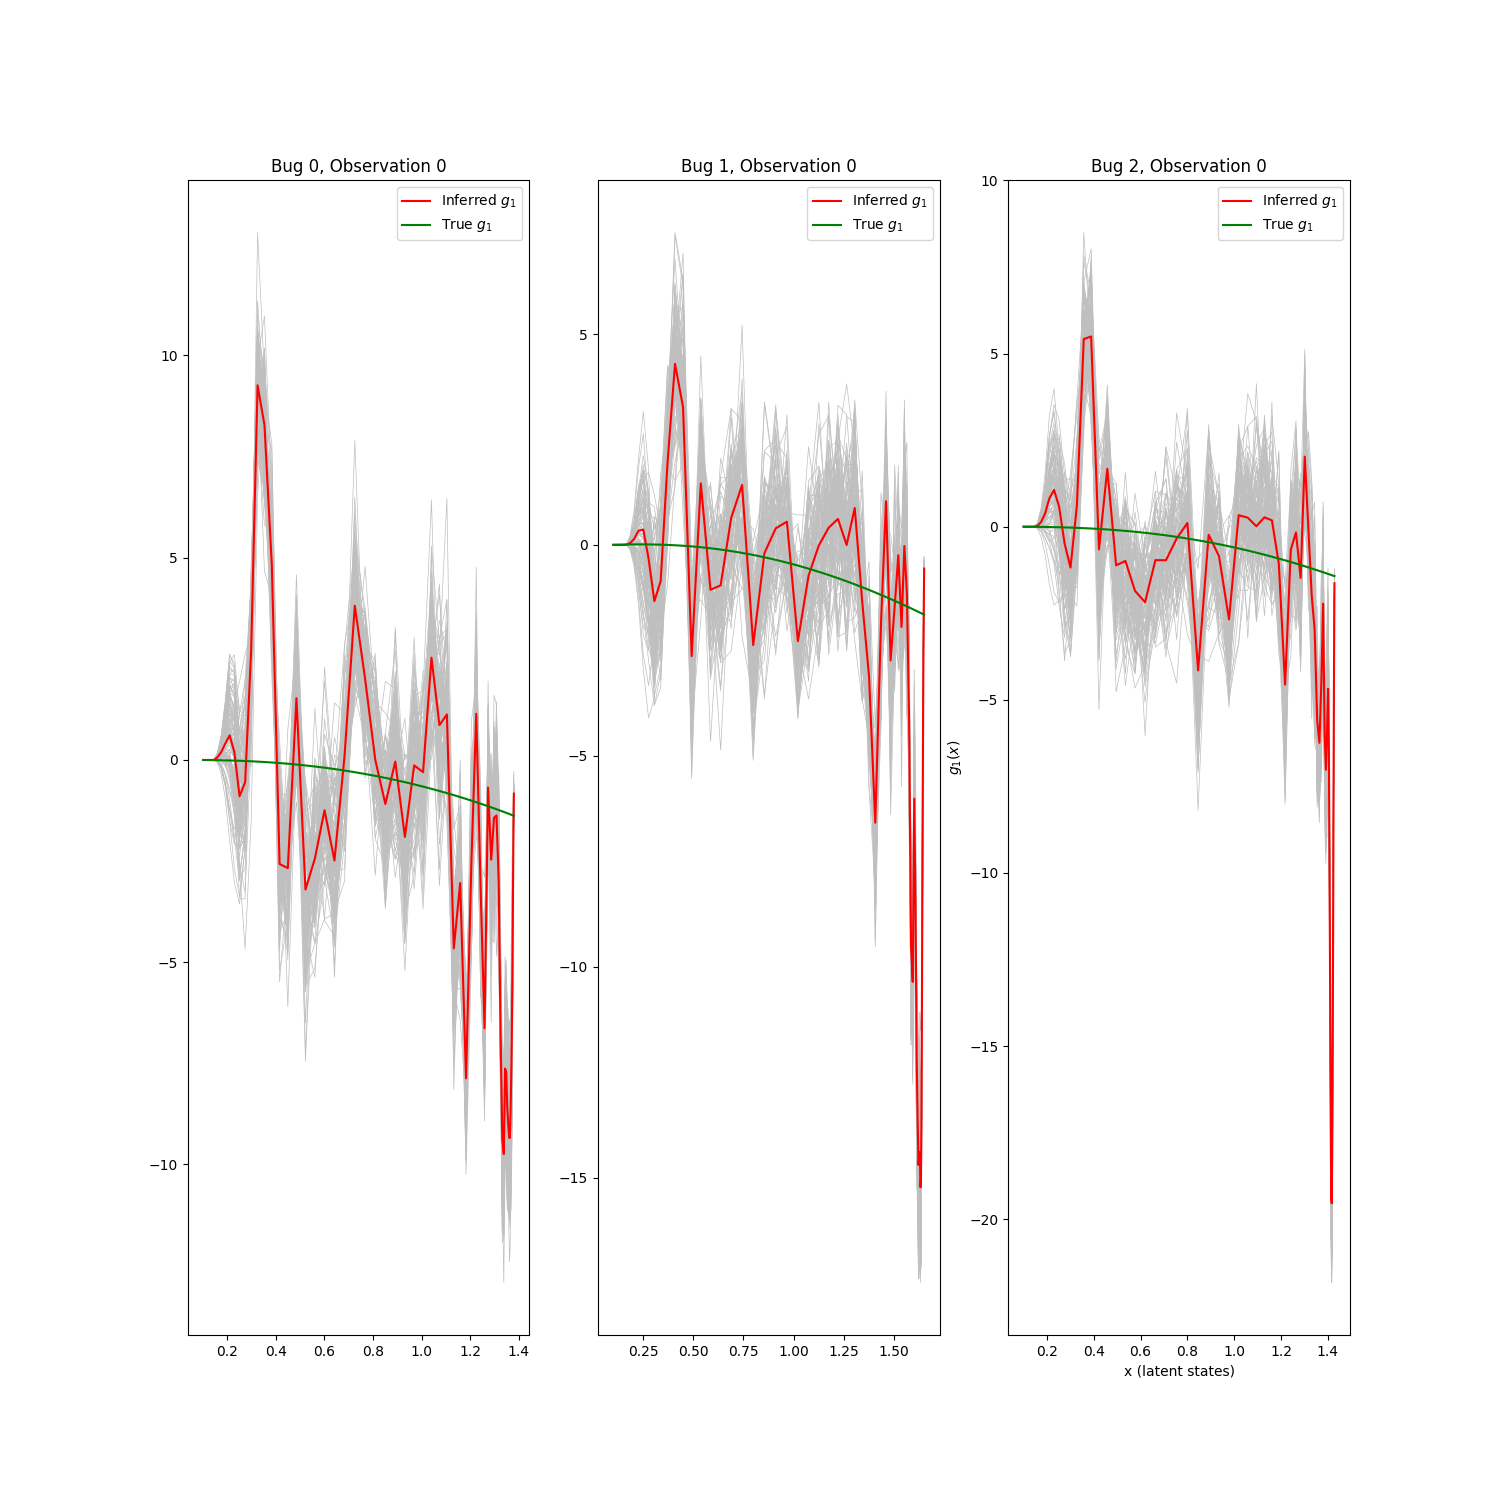 Bug 0, Observation 0
Inferred g₁
True g₁
10
5
0
−5
−10
0.2 0.4 0.6 0.8 1.0 1.2 1.4
Bug 1, Observation 0
Inferred g₁
True g₁
5
0
−5
−10
−15
0.25 0.50 0.75 1.00 1.25 1.50
Bug 2, Observation 0
Inferred g₁
True g₁
10
5
0
−5
−10
−15
−20
g₁(x)
0.2 0.4 0.6 0.8 1.0 1.2 1.4
x (latent states)